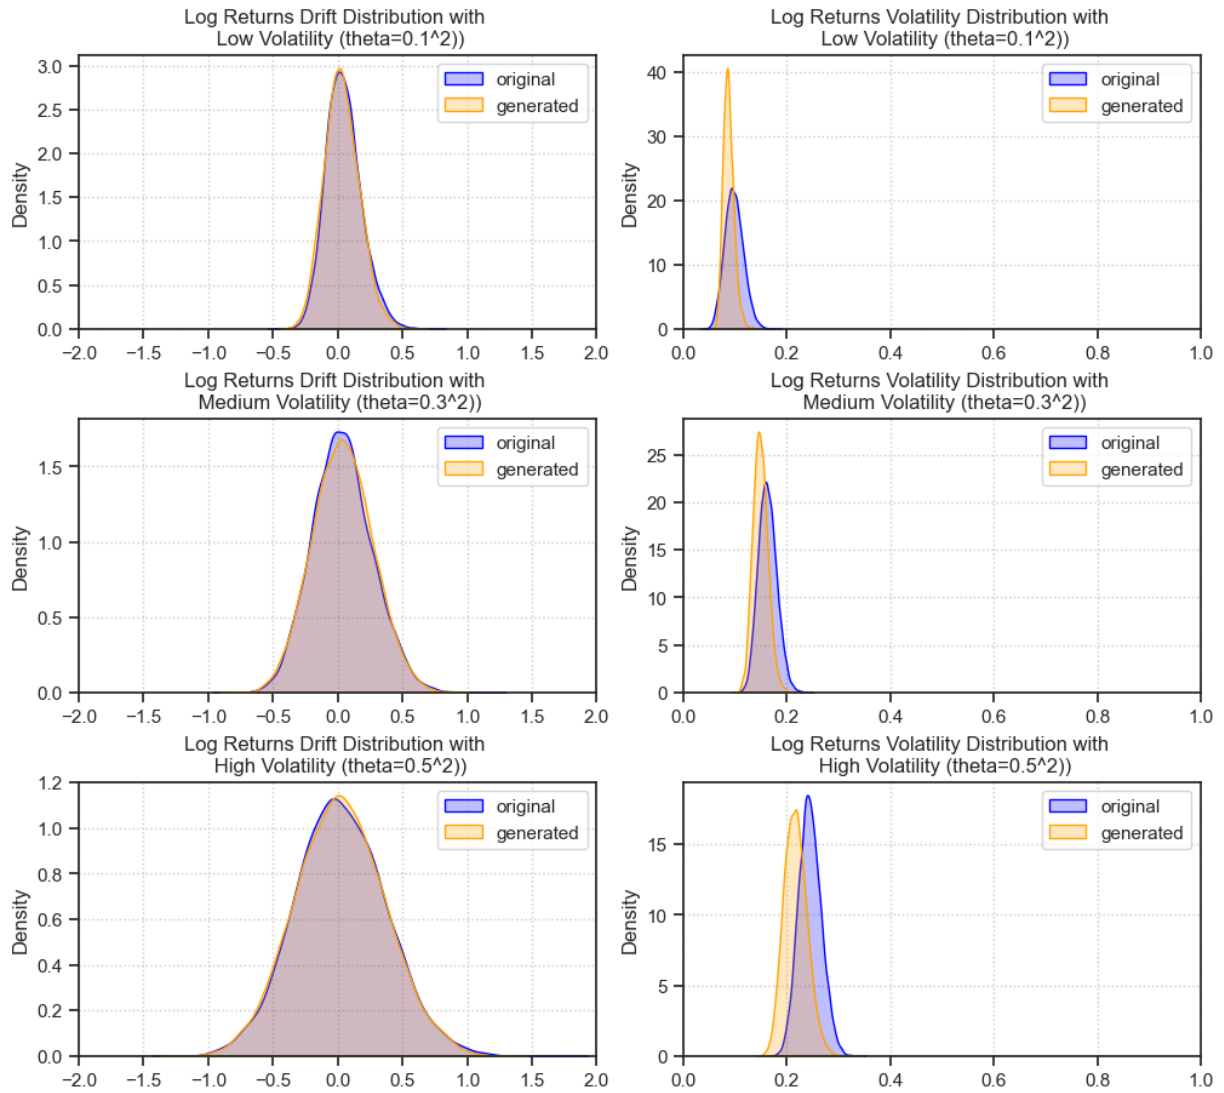 Log Returns Drift Distribution with
Low Volatility (theta=0.1^2))
Density
3.0
2.5
2.0
1.5
1.0
0.5
0.0
original
generated
−2.0 −1.5 −1.0 −0.5 0.0 0.5 1.0 1.5 2.0
Log Returns Volatility Distribution with
Low Volatility (theta=0.1^2))
Density
40
30
20
10
0
original
generated
0.0 0.2 0.4 0.6 0.8 1.0
Log Returns Drift Distribution with
Medium Volatility (theta=0.3^2))
Density
1.5
1.0
0.5
0.0
original
generated
−2.0 −1.5 −1.0 −0.5 0.0 0.5 1.0 1.5 2.0
Log Returns Volatility Distribution with
Medium Volatility (theta=0.3^2))
Density
25
20
15
10
5
0
original
generated
0.0 0.2 0.4 0.6 0.8 1.0
Log Returns Drift Distribution with
High Volatility (theta=0.5^2))
Density
1.2
1.0
0.8
0.6
0.4
0.2
0.0
original
generated
−2.0 −1.5 −1.0 −0.5 0.0 0.5 1.0 1.5 2.0
Log Returns Volatility Distribution with
High Volatility (theta=0.5^2))
Density
15
10
5
0
original
generated
0.0 0.2 0.4 0.6 0.8 1.0